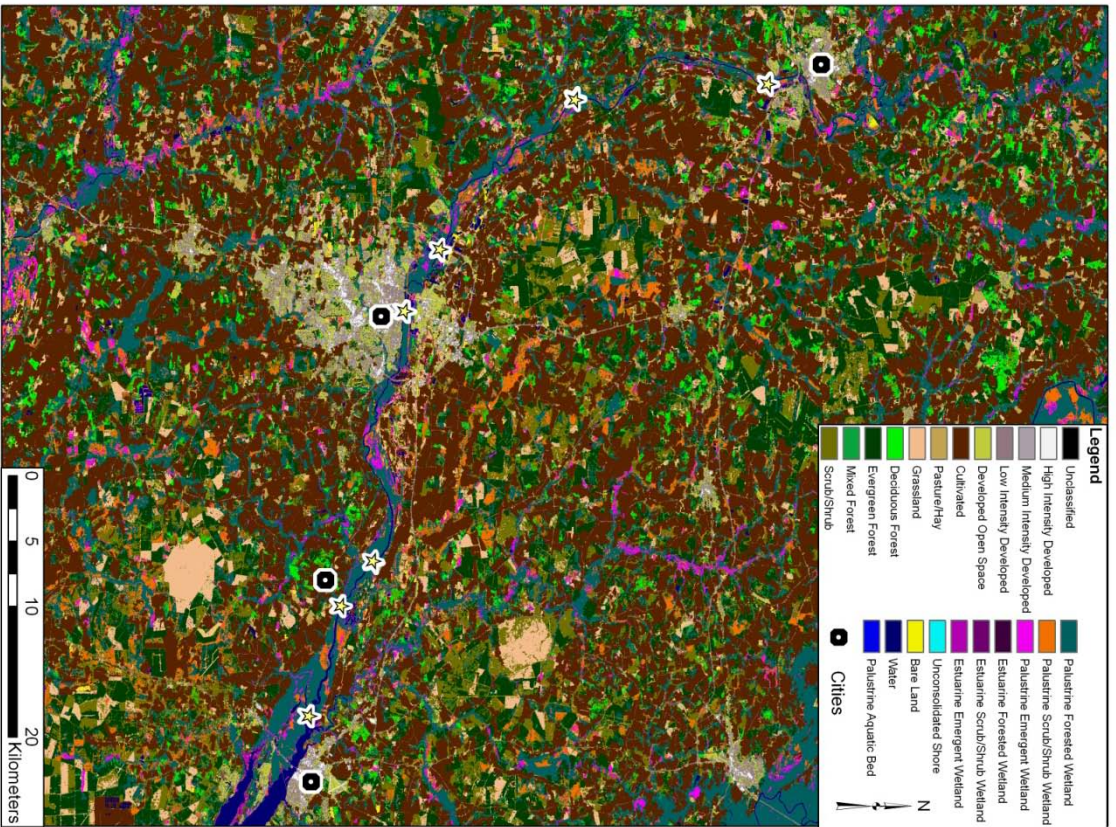 Legend
Unclassified
High Intensity Developed
Medium Intensity Developed
Low Intensity Developed
Developed Open Space
Cultivated
Pasture/Hay
Grassland
Deciduous Forest
Evergreen Forest
Mixed Forest
Scrub/Shrub
Palustrine Forested Wetland
Palustrine Scrub/Shrub Wetland
Palustrine Emergent Wetland
Estuarine Forested Wetland
Estuarine Scrub/Shrub Wetland
Estuarine Emergent Wetland
Unconsolidated Shore
Bare Land
Water
Palustrine Aquatic Bed
Cities
N
0 5 10 20
Kilometers